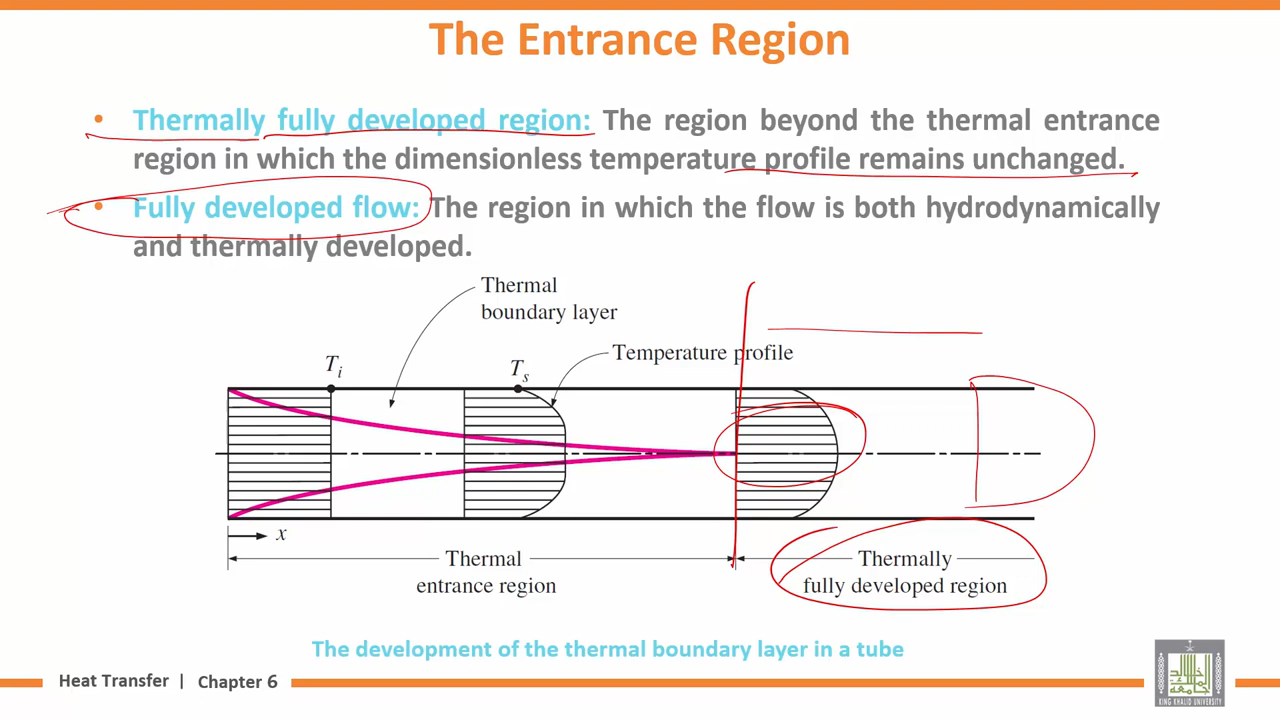 The Entrance Region
• Thermally fully developed region: The region beyond the thermal entrance
region in which the dimensionless temperature profile remains unchanged.
• Fully developed flow: The region in which the flow is both hydrodynamically
and thermally developed.
Thermal
boundary layer
Temperature profile
Ti
Ts
x
Thermal
entrance region
Thermally
fully developed region
The development of the thermal boundary layer in a tube
Heat Transfer | Chapter 6
KING KHALID UNIVERSITY